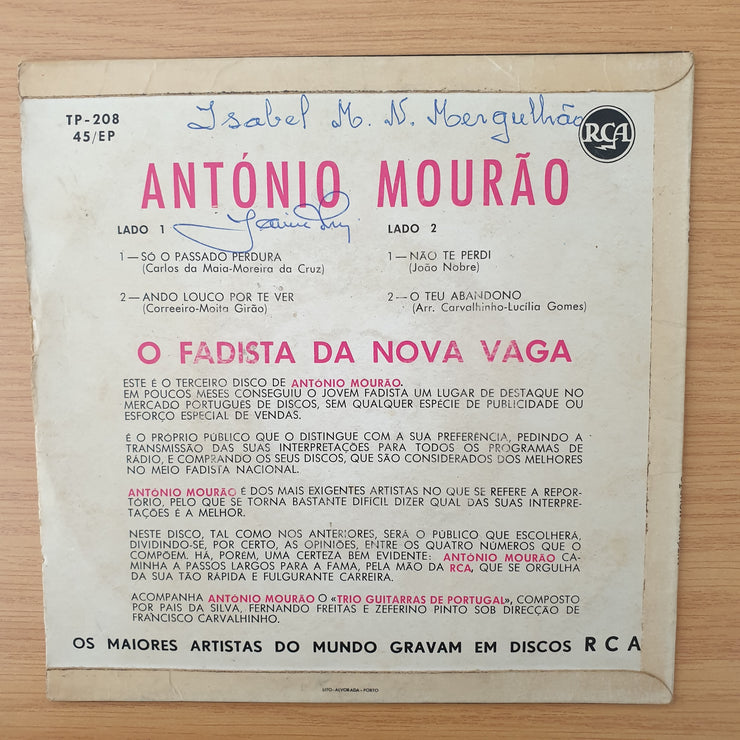 TP-208
45/EP
Isabel M. N. Mergulhão
RCA
ANTÓNIO MOURÃO
LADO 1
1—SÓ O PASSADO PERDURA
(Carlos da Maia-Moreira da Cruz)
2—ANDO LOUCO POR TE VER
(Correeiro-Moita Girão)
LADO 2
1—NÃO TE PERDI
(João Nobre)
2—O TEU ABANDONO
(Arr. Carvalhinho-Lucília Gomes)
O FADISTA DA NOVA VAGA
ESTE É O TERCEIRO DISCO DE ANTÓNIO MOURÃO.
EM POUCOS MESES CONSEGUIU O JOVEM FADISTA UM LUGAR DE DESTAQUE NO
MERCADO PORTUGUÊS DE DISCOS, SEM QUALQUER ESPÉCIE DE PUBLICIDADE OU
ESFORÇO ESPECIAL DE VENDAS.
É O PRÓPRIO PÚBLICO QUE O DISTINGUE COM A SUA PREFERÊNCIA, PEDINDO A
TRANSMISSÃO DAS SUAS INTERPRETAÇÕES PARA TODOS OS PROGRAMAS DE
RÁDIO, E COMPRANDO OS SEUS DISCOS, QUE SÃO CONSIDERADOS DOS MELHORES
NO MEIO FADISTA NACIONAL.
ANTÓNIO MOURÃO É DOS MAIS EXIGENTES ARTISTAS NO QUE SE REFERE A REPOR-
TÓRIO, PELO QUE SE TORNA BASTANTE DIFÍCIL DIZER QUAL DAS SUAS INTERPRE-
TAÇÕES É A MELHOR.
NESTE DISCO, TAL COMO NOS ANTERIORES, SERÁ O PÚBLICO QUE ESCOLHERÁ,
DIVIDINDO-SE, POR CERTO, AS OPINIÕES, ENTRE OS QUATRO NÚMEROS QUE O
COMPÕEM. HÁ, PORÉM, UMA CERTEZA BEM EVIDENTE: ANTÓNIO MOURÃO CA-
MINHA A PASSOS LARGOS PARA A FAMA, PELA MÃO DA RCA, QUE SE ORGULHA
DA SUA TÃO RÁPIDA E FULGURANTE CARREIRA.
ACOMPANHA ANTÓNIO MOURÃO O «TRIO GUITARRAS DE PORTUGAL», COMPOSTO
POR PAIS DA SILVA, FERNANDO FREITAS E ZEFERINO PINTO SOB DIRECÇÃO DE
FRANCISCO CARVALHINHO.
OS MAIORES ARTISTAS DO MUNDO GRAVAM EM DISCOS RCA
LITO-ALVORADA-PORTO